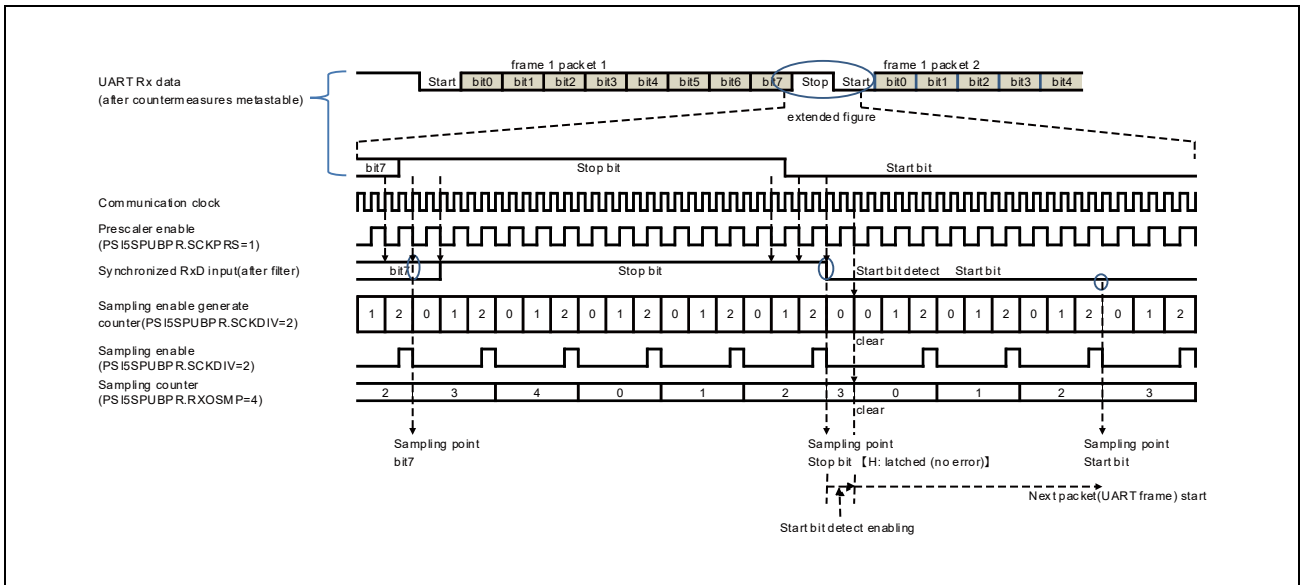 frame 1 packet 1 frame 1 packet 2
UART Rx data Start bit0 bit1 bit2 bit3 bit4 bit5 bit6 bit7 Stop Start bit0 bit1 bit2 bit3 bit4
(after countermeasures metastable)
extended figure
bit7 Stop bit Start bit
Communication clock
Prescaler enable
(PSI5SPUBPR.SCKPRS=1)
Synchronized RxD input(after filter) bit7 Stop bit Start bit detect Start bit
Sampling enable generate
counter(PSI5SPUBPR.SCKDIV=2)
1 2 0 1 2 0 1 2 0 1 2 0 1 2 0 1 2 0 0 1 2 0 1 2 0 1 2 0 1 2
clear
Sampling enable
(PSI5SPUBPR.SCKDIV=2)
Sampling counter
(PSI5SPUBPR.RXOSMP=4)
2 3 4 0 1 2 3 0 1 2 3
clear
Sampling point Sampling point Sampling point
bit7 Stop bit 【H: latched (no error)】 Start bit
Next packet(UART frame) start
Start bit detect enabling